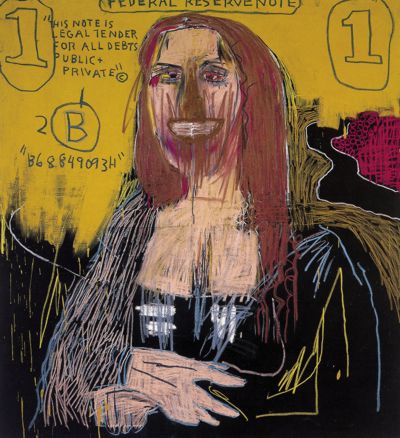 FEDERAL RESERVE NOTE
1
1
"THIS NOTE IS
LEGAL TENDER
FOR ALL DEBTS
PUBLIC +
PRIVATE"©
2 B
"B68849093H"